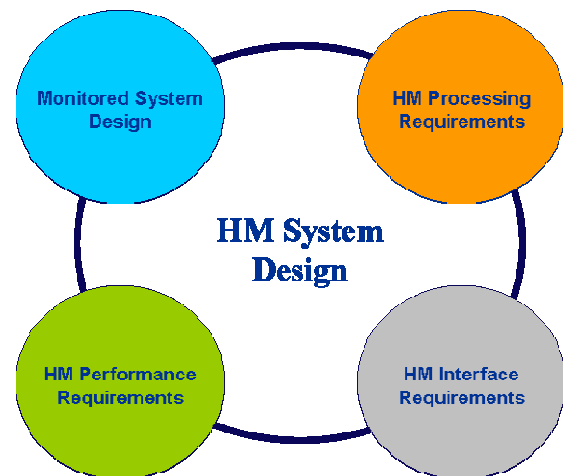 Monitored System
Design
HM Processing
Requirements
HM System
Design
HM Performance
Requirements
HM Interface
Requirements